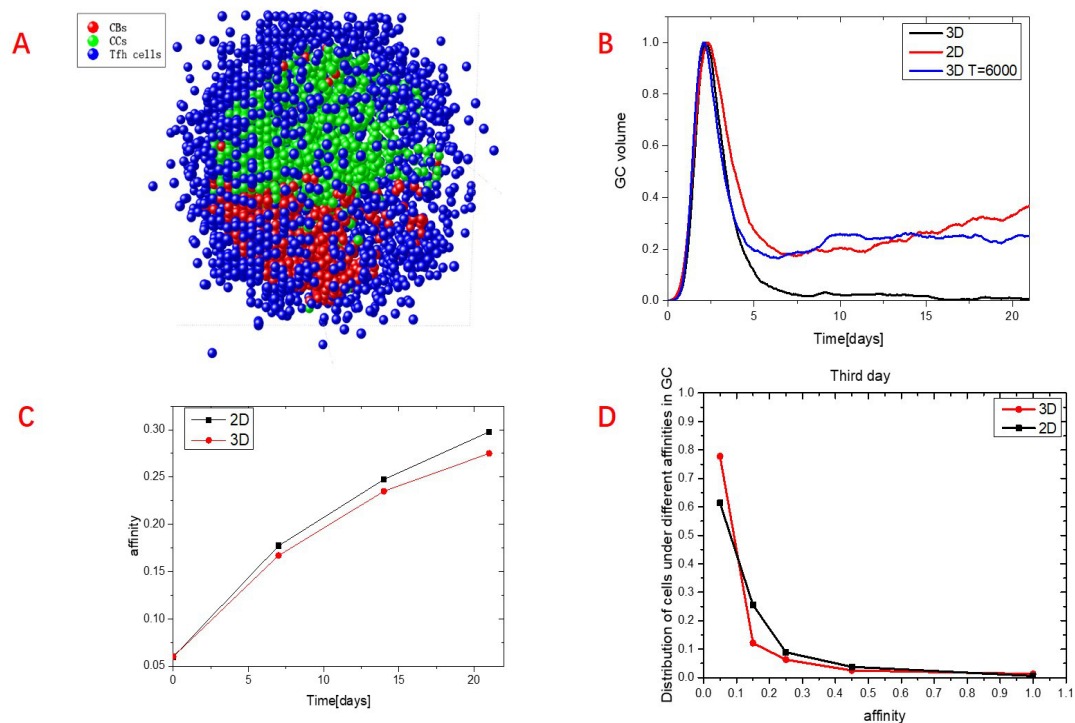 A
CBs
CCs
Tfh cells
B
3D
2D
3D T=6000
GC volume
1.0
0.8
0.6
0.4
0.2
0.0
0
5
10
15
20
Time[days]
C
2D
3D
affinity
0.30
0.25
0.20
0.15
0.10
0.05
0
5
10
15
20
Time[days]
D
Third day
3D
2D
Distribution of cells under different affinities in GC
1.0
0.9
0.8
0.7
0.6
0.5
0.4
0.3
0.2
0.1
0.0
0.0 0.1 0.2 0.3 0.4 0.5 0.6 0.7 0.8 0.9 1.0 1.1
affinity